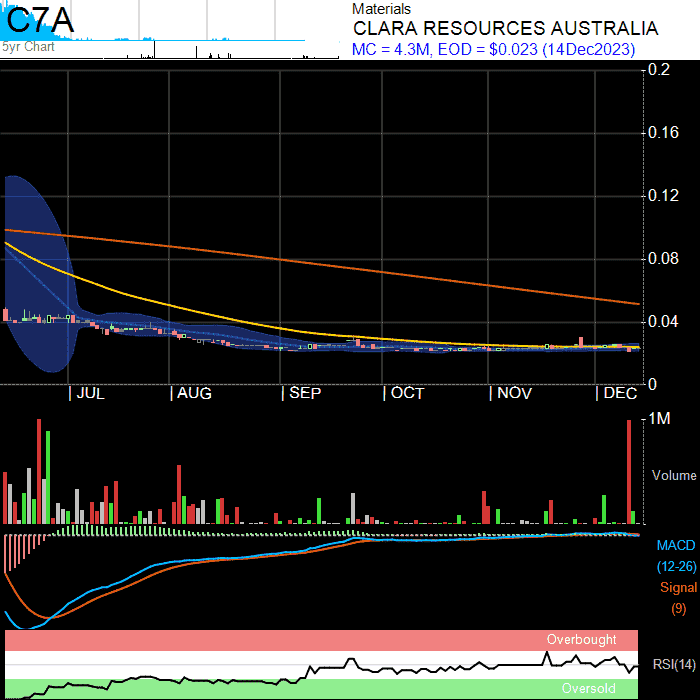 C7A
5yr Chart
Materials
CLARA RESOURCES AUSTRALIA
MC = 4.3M, EOD = $0.023 (14Dec2023)
0.2
0.16
0.12
0.08
0.04
0
JUL AUG SEP OCT NOV DEC
1M
Volume
MACD
(12-26)
Signal
(9)
Overbought
RSI(14)
Oversold